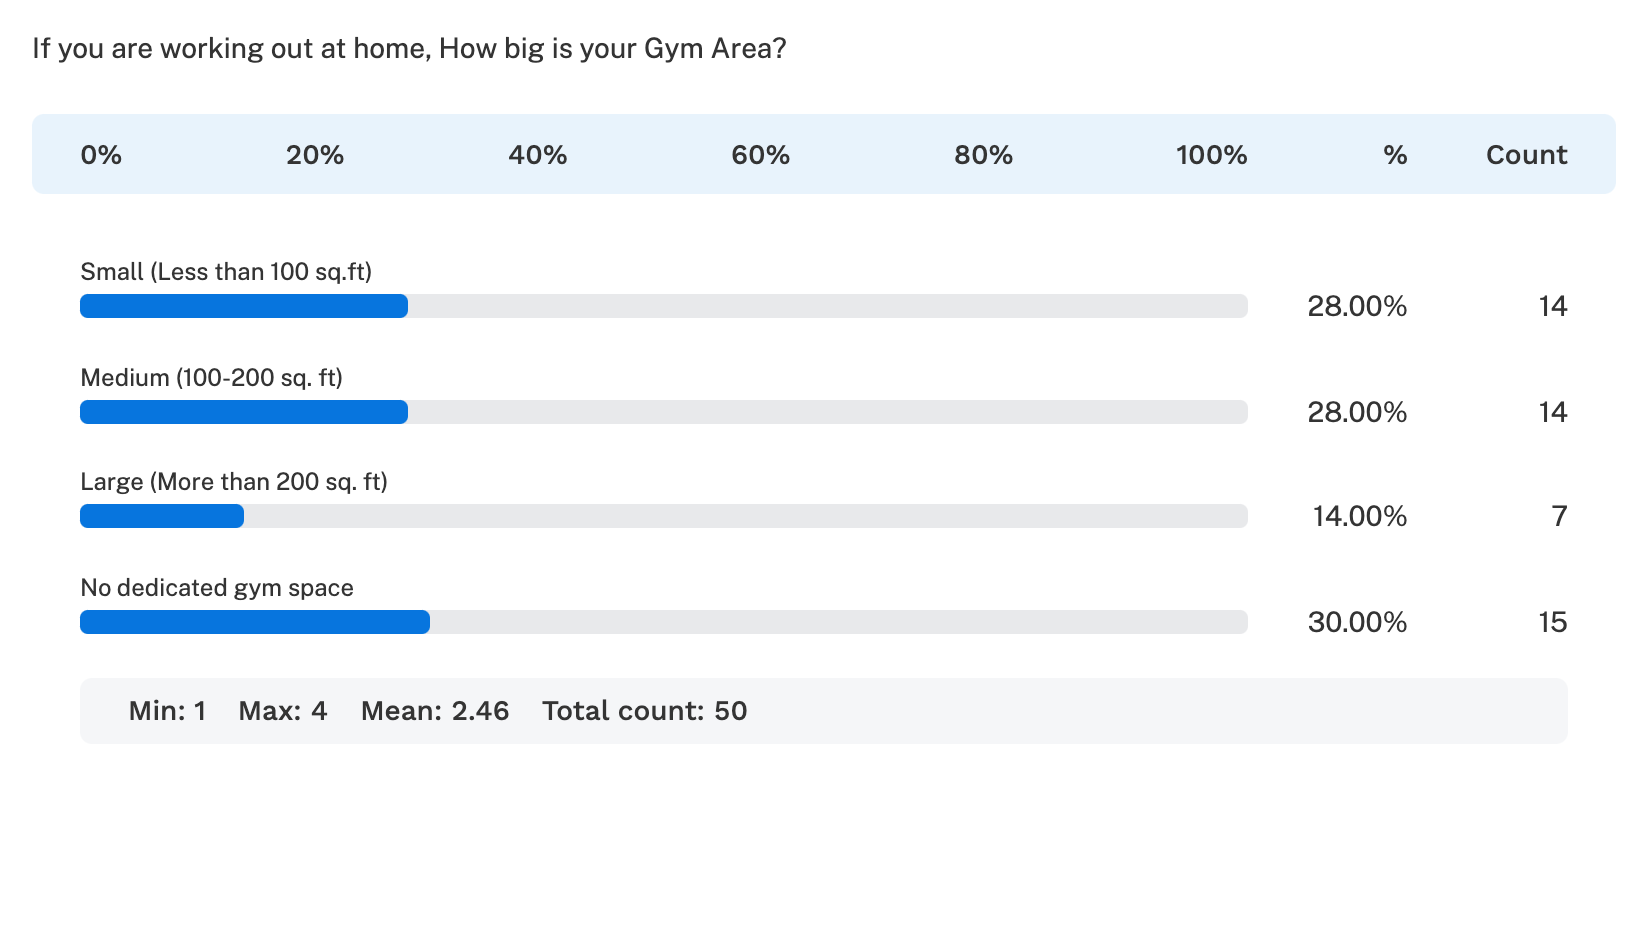 If you are working out at home, How big is your Gym Area?
0% 20% 40% 60% 80% 100% % Count
Small (Less than 100 sq.ft)
28.00% 14
Medium (100-200 sq. ft)
28.00% 14
Large (More than 200 sq. ft)
14.00% 7
No dedicated gym space
30.00% 15
Min: 1 Max: 4 Mean: 2.46 Total count: 50